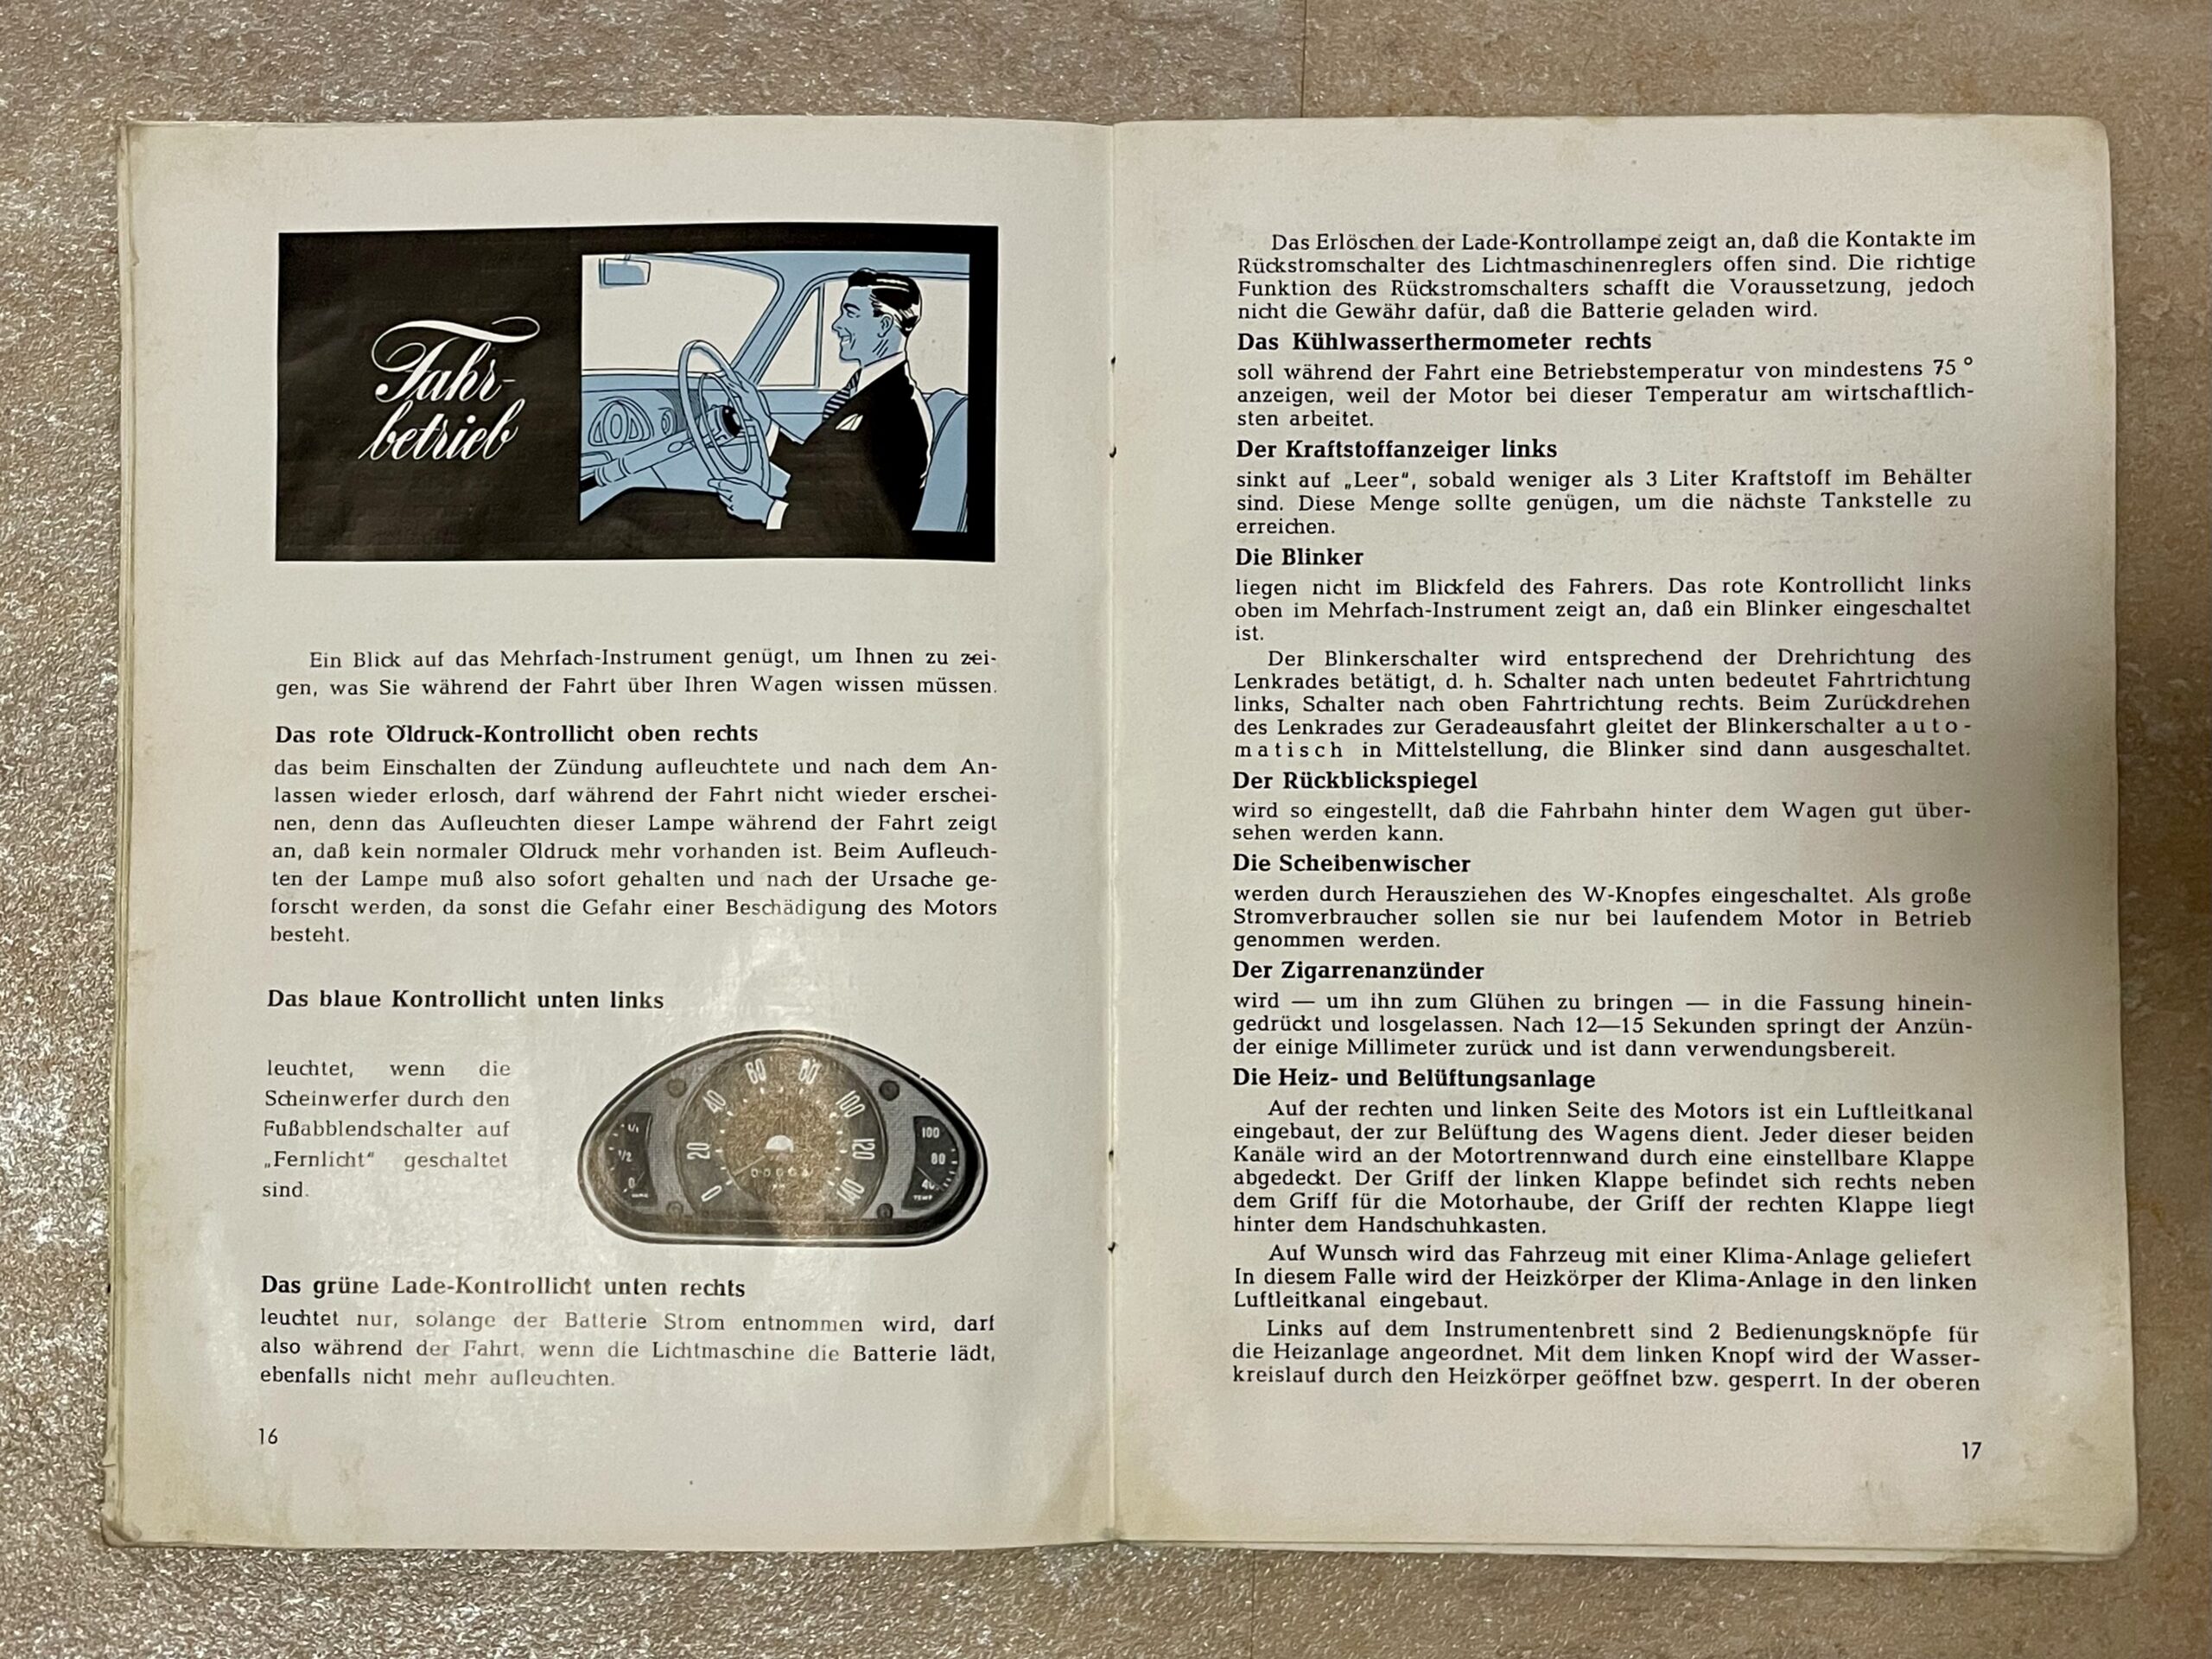 Fahr-
betrieb
Ein Blick auf das Mehrfach-Instrument genügt, um Ihnen zu zei-
gen, was Sie während der Fahrt über Ihren Wagen wissen müssen.
Das rote Öldruck-Kontrollicht oben rechts
das beim Einschalten der Zündung aufleuchtete und nach dem An-
lassen wieder erlosch, darf während der Fahrt nicht wieder erschei-
nen, denn das Aufleuchten dieser Lampe während der Fahrt zeigt
an, daß kein normaler Öldruck mehr vorhanden ist. Beim Aufleuch-
ten der Lampe muß also sofort gehalten und nach der Ursache ge-
forscht werden, da sonst die Gefahr einer Beschädigung des Motors
besteht.
Das blaue Kontrollicht unten links
leuchtet, wenn die
Scheinwerfer durch den
Fußabblendschalter auf
„Fernlicht“ geschaltet
sind.
1/1
1/2
0
0
20
40
60
80
100
120
140
100
80
40
TEMP
Das grüne Lade-Kontrollicht unten rechts
leuchtet nur, solange der Batterie Strom entnommen wird, darf
also während der Fahrt, wenn die Lichtmaschine die Batterie lädt,
ebenfalls nicht mehr aufleuchten.
16
Das Erlöschen der Lade-Kontrollampe zeigt an, daß die Kontakte im
Rückstromschalter des Lichtmaschinenreglers offen sind. Die richtige
Funktion des Rückstromschalters schafft die Voraussetzung, jedoch
nicht die Gewähr dafür, daß die Batterie geladen wird.
Das Kühlwasserthermometer rechts
soll während der Fahrt eine Betriebstemperatur von mindestens 75 °
anzeigen, weil der Motor bei dieser Temperatur am wirtschaftlich-
sten arbeitet.
Der Kraftstoffanzeiger links
sinkt auf „Leer“, sobald weniger als 3 Liter Kraftstoff im Behälter
sind. Diese Menge sollte genügen, um die nächste Tankstelle zu
erreichen.
Die Blinker
liegen nicht im Blickfeld des Fahrers. Das rote Kontrollicht links
oben im Mehrfach-Instrument zeigt an, daß ein Blinker eingeschaltet
ist.
Der Blinkerschalter wird entsprechend der Drehrichtung des
Lenkrades betätigt, d. h. Schalter nach unten bedeutet Fahrtrichtung
links, Schalter nach oben Fahrtrichtung rechts. Beim Zurückdrehen
des Lenkrades zur Geradeausfahrt gleitet der Blinkerschalter auto-
matisch in Mittelstellung, die Blinker sind dann ausgeschaltet.
Der Rückblickspiegel
wird so eingestellt, daß die Fahrbahn hinter dem Wagen gut über-
sehen werden kann.
Die Scheibenwischer
werden durch Herausziehen des W-Knopfes eingeschaltet. Als große
Stromverbraucher sollen sie nur bei laufendem Motor in Betrieb
genommen werden.
Der Zigarrenanzünder
wird — um ihn zum Glühen zu bringen — in die Fassung hinein-
gedrückt und losgelassen. Nach 12—15 Sekunden springt der Anzün-
der einige Millimeter zurück und ist dann verwendungsbereit.
Die Heiz- und Belüftungsanlage
Auf der rechten und linken Seite des Motors ist ein Luftleitkanal
eingebaut, der zur Belüftung des Wagens dient. Jeder dieser beiden
Kanäle wird an der Motortrennwand durch eine einstellbare Klappe
abgedeckt. Der Griff der linken Klappe befindet sich rechts neben
dem Griff für die Motorhaube, der Griff der rechten Klappe liegt
hinter dem Handschuhkasten.
Auf Wunsch wird das Fahrzeug mit einer Klima-Anlage geliefert
In diesem Falle wird der Heizkörper der Klima-Anlage in den linken
Luftleitkanal eingebaut.
Links auf dem Instrumentenbrett sind 2 Bedienungsknöpfe für
die Heizanlage angeordnet. Mit dem linken Knopf wird der Wasser-
kreislauf durch den Heizkörper geöffnet bzw. gesperrt. In der oberen
17